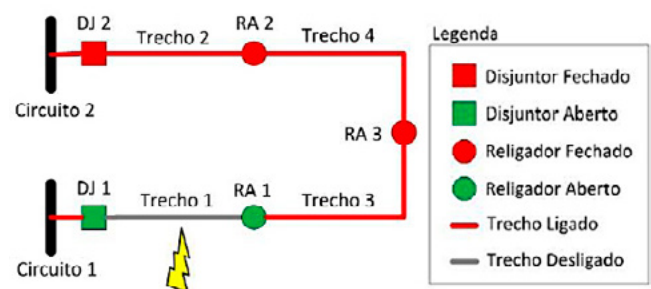 DJ 2
RA 2
Trecho 2
Trecho 4
Circuito 2
RA 3
DJ 1
Trecho 1
RA 1
Trecho 3
Circuito 1
Legenda
Disjuntor Fechado
Disjuntor Aberto
Religador Fechado
Religador Aberto
Trecho Ligado
Trecho Desligado